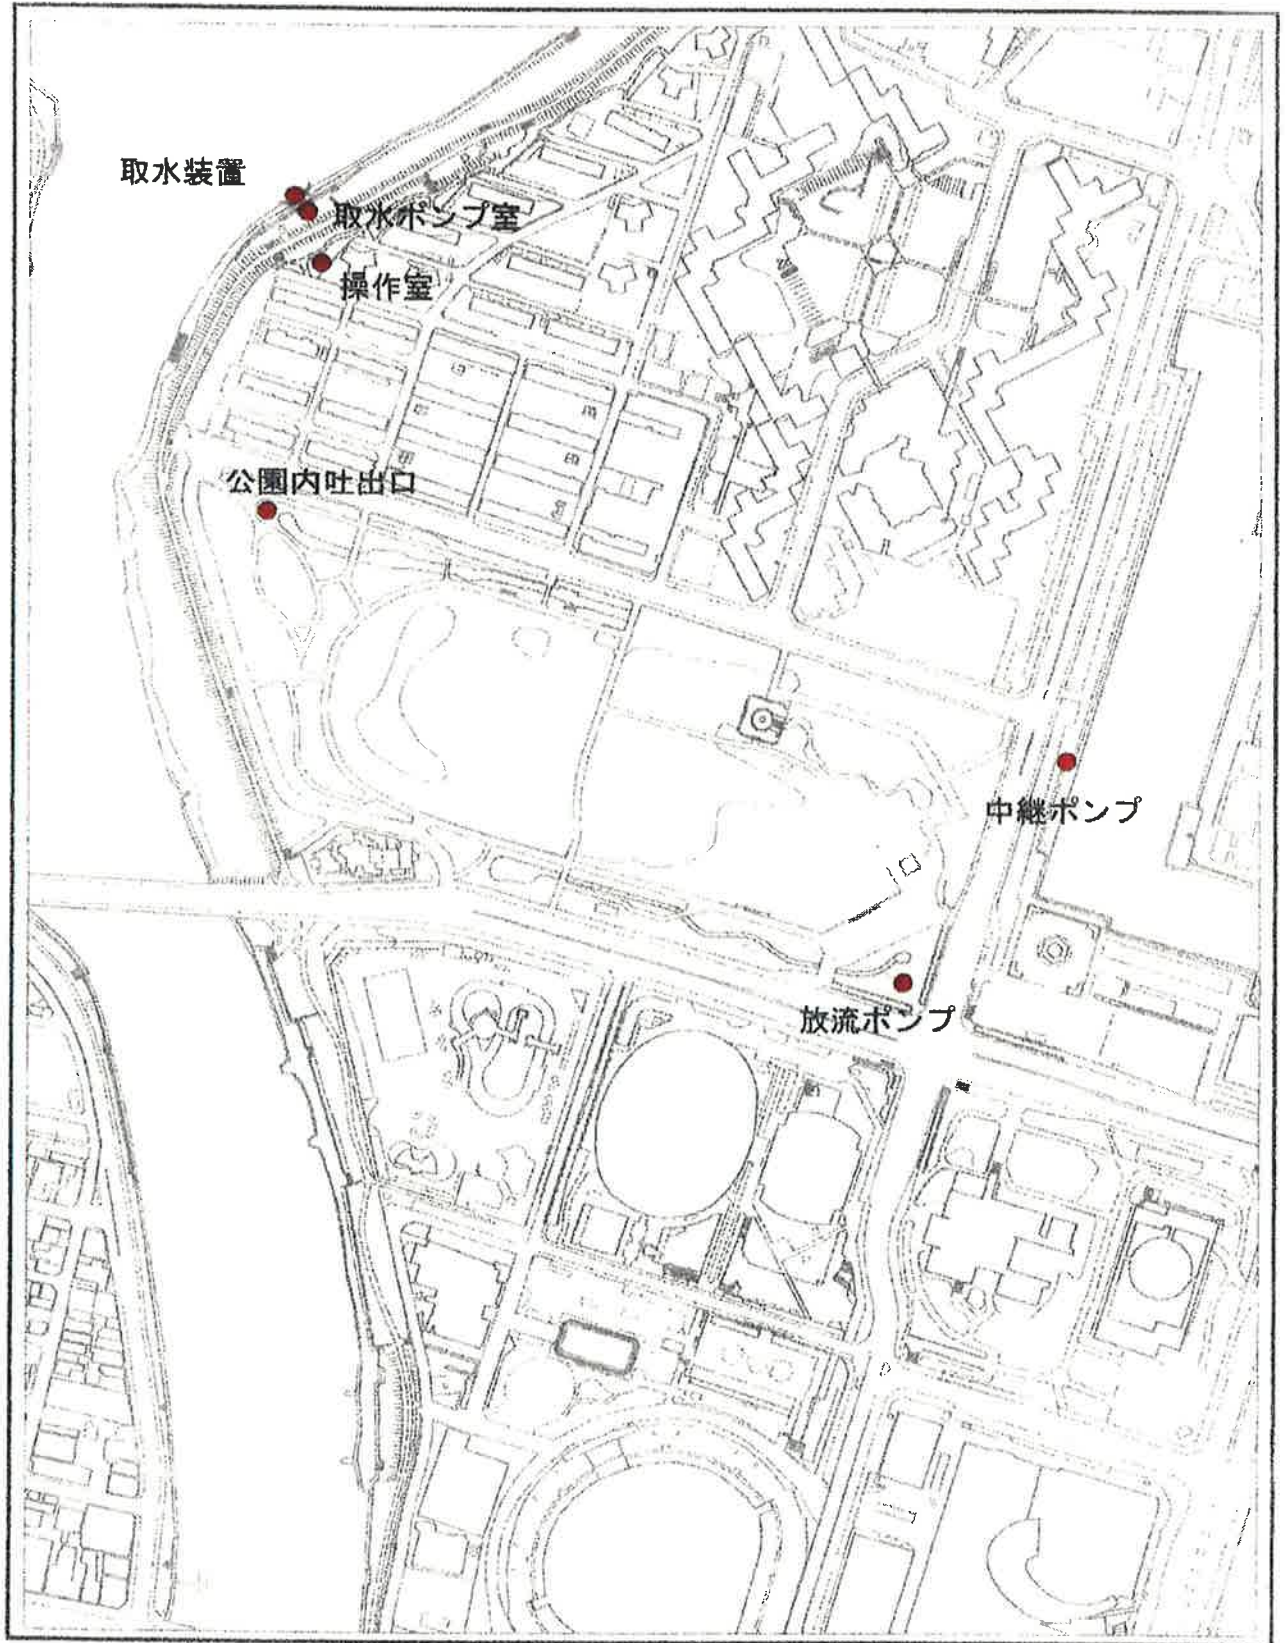 取水装置
取水ポンプ室
操作室
公園内吐出口
中継ポンプ
放流ポンプ